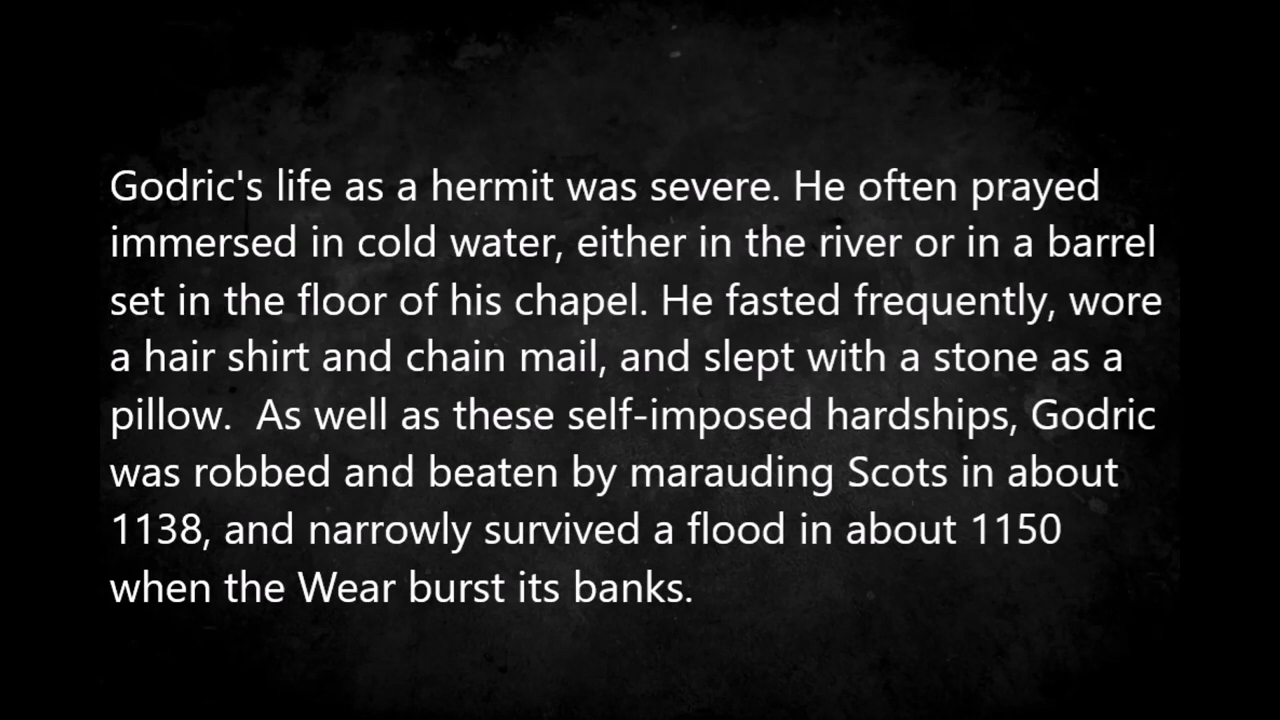 Godric's life as a hermit was severe. He often prayed
immersed in cold water, either in the river or in a barrel
set in the floor of his chapel. He fasted frequently, wore
a hair shirt and chain mail, and slept with a stone as a
pillow.  As well as these self-imposed hardships, Godric
was robbed and beaten by marauding Scots in about
1138, and narrowly survived a flood in about 1150
when the Wear burst its banks.